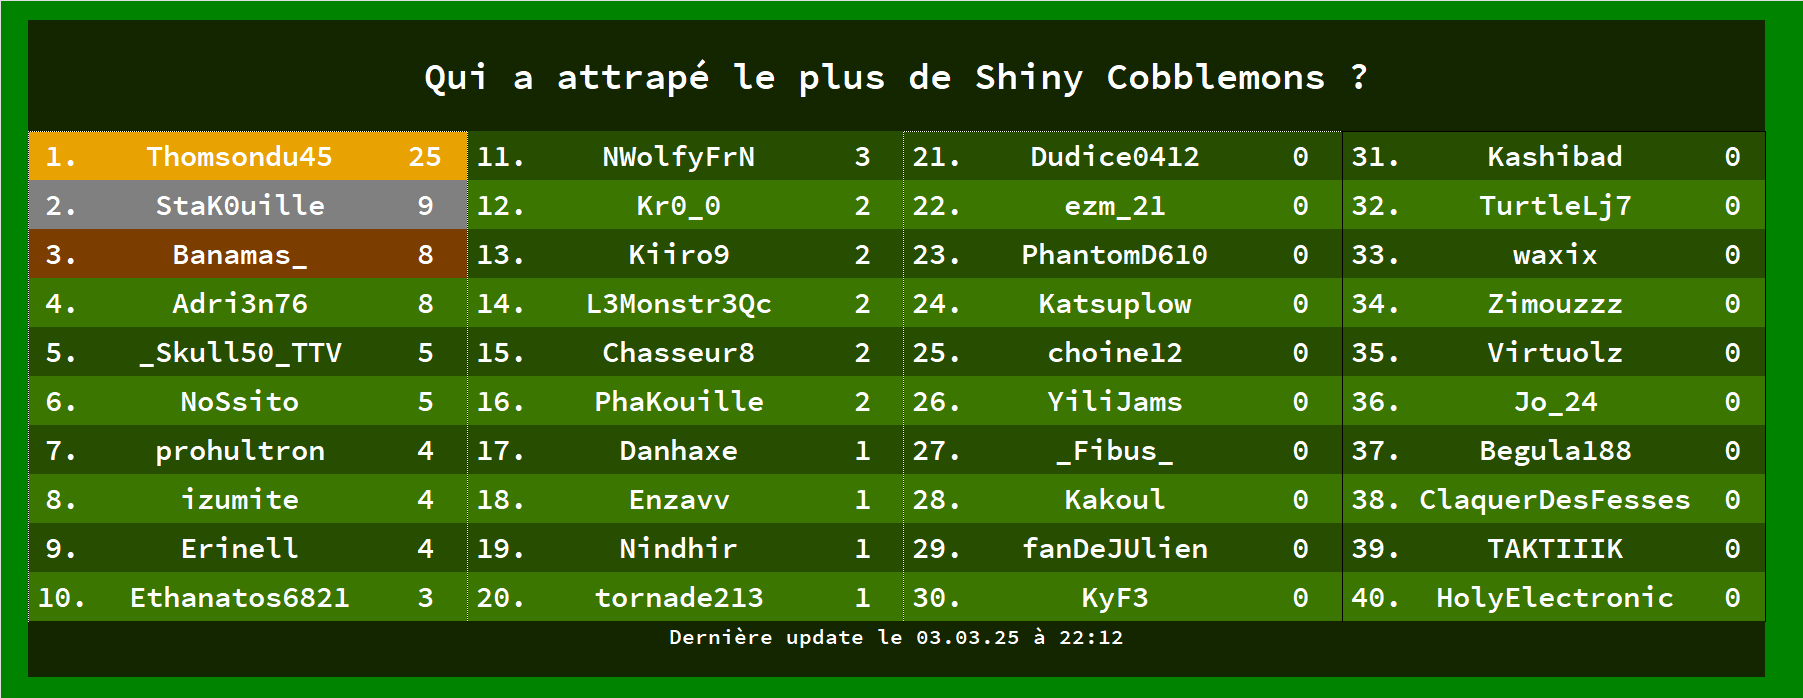 Qui a attrapé le plus de Shiny Cobblemons ?
1. Thomsondu45 25 11. NWolfyFrN 3 21. Dudice0412 0 31. Kashibad 0
2. StaK0uille 9 12. Kr0_0 2 22. ezm_21 0 32. TurtleLj7 0
3. Banamas_ 8 13. Kiiro9 2 23. PhantomD610 0 33. waxix 0
4. Adri3n76 8 14. L3Monstr3Qc 2 24. Katsuplow 0 34. Zimouzzz 0
5. _Skull50_TTV 5 15. Chasseur8 2 25. choine12 0 35. Virtuolz 0
6. NoSsito 5 16. PhaKouille 2 26. YiliJams 0 36. Jo_24 0
7. prohultron 4 17. Danhaxe 1 27. _Fibus_ 0 37. Begula188 0
8. izumite 4 18. Enzavv 1 28. Kakoul 0 38. ClaquerDesFesses 0
9. Erinell 4 19. Nindhir 1 29. fanDeJUlien 0 39. TAKTIIIK 0
10. Ethanatos6821 3 20. tornade213 1 30. KyF3 0 40. HolyElectronic 0
Dernière update le 03.03.25 à 22:12